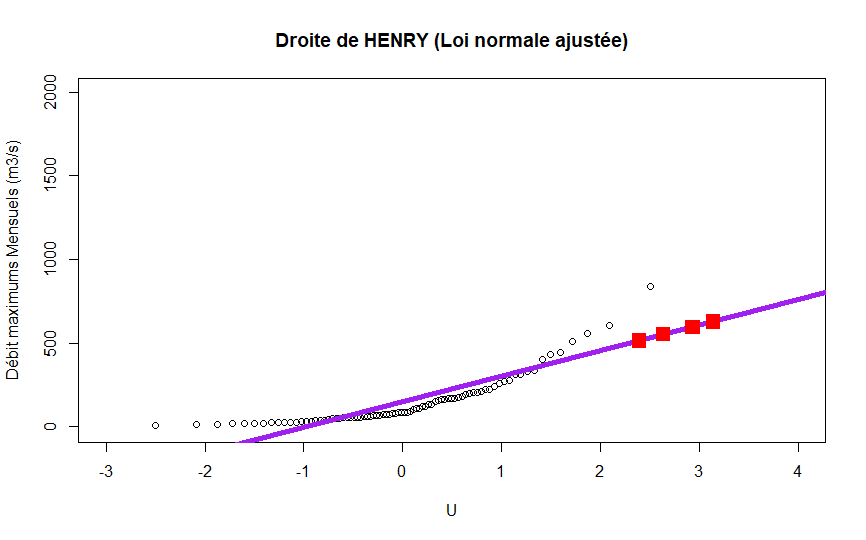 Droite de HENRY (Loi normale ajustée)
Débit maximums Mensuels (m3/s)
2000
1500
1000
500
0
-3 -2 -1 0 1 2 3 4
U